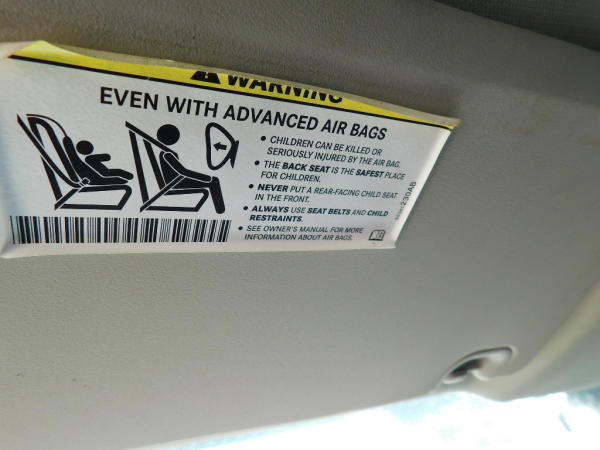 WARNING
EVEN WITH ADVANCED AIR BAGS
• CHILDREN CAN BE KILLED OR
SERIOUSLY INJURED BY THE AIR BAG.
• THE BACK SEAT IS THE SAFEST PLACE
FOR CHILDREN.
• NEVER PUT A REAR-FACING CHILD SEAT
IN THE FRONT.
• ALWAYS USE SEAT BELTS AND CHILD
RESTRAINTS.
• SEE OWNER'S MANUAL FOR MORE
INFORMATION ABOUT AIR BAGS.
230AB